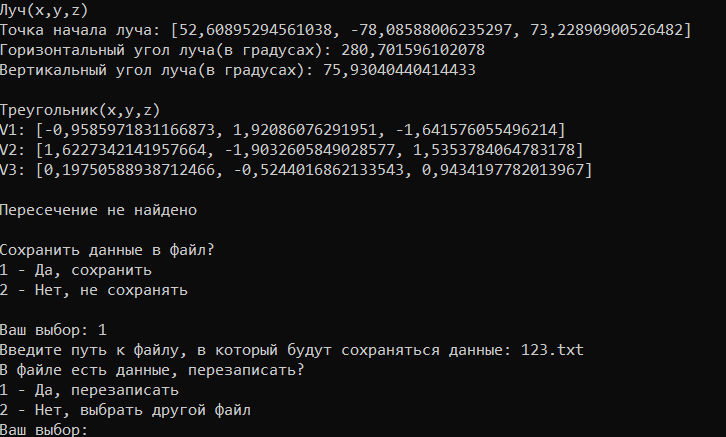 Луч(x,y,z)
Точка начала луча: [52,60895294561038, -78,08588006235297, 73,22890900526482]
Горизонтальный угол луча(в градусах): 280,701596102078
Вертикальный угол луча(в градусах): 75,93040440414433
Треугольник(x,y,z)
V1: [-0,9585971831166873, 1,92086076291951, -1,641576055496214]
V2: [1,6227342141957664, -1,9032605849028577, 1,5353784064783178]
V3: [0,19750588938712466, -0,5244016862133543, 0,9434197782013967]
Пересечение не найдено
Сохранить данные в файл?
1 - Да, сохранить
2 - Нет, не сохранять
Ваш выбор: 1
Введите путь к файлу, в который будут сохраняться данные: 123.txt
В файле есть данные, перезаписать?
1 - Да, перезаписать
2 - Нет, выбрать другой файл
Ваш выбор: